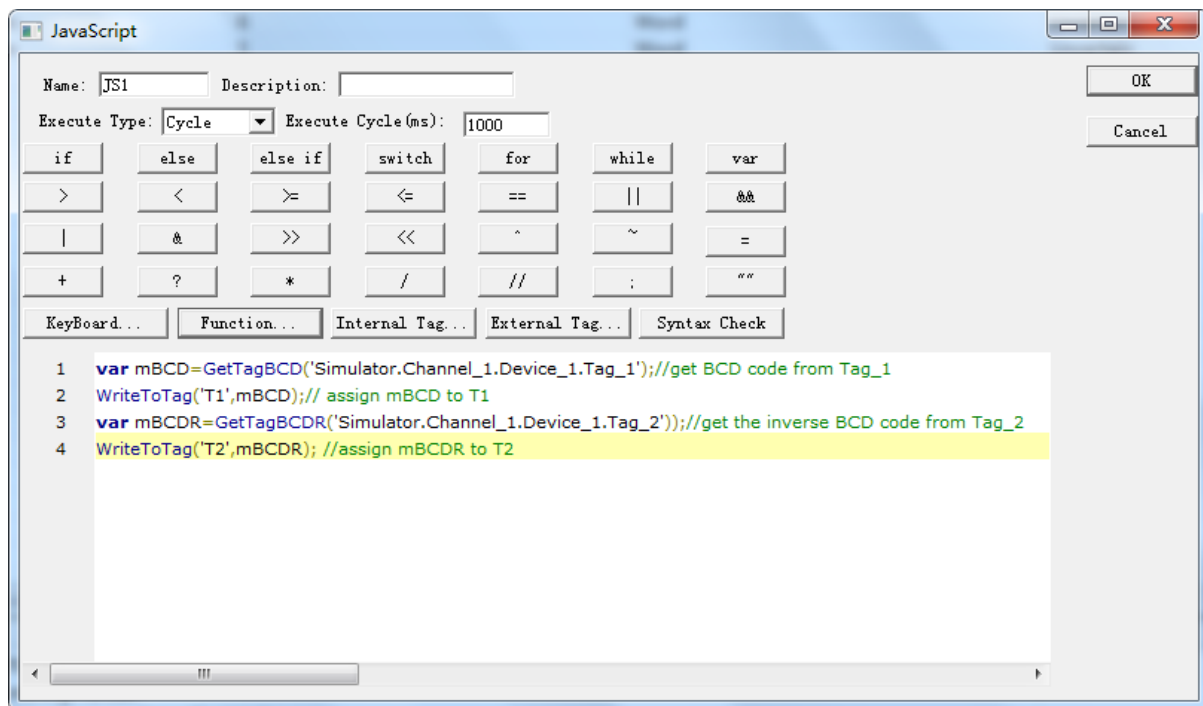 JavaScript
Name: JS1 Description:
OK
Execute Type: Cycle Execute Cycle(ms): 1000
Cancel
if else else if switch for while var
> < >= <= == || &&
| & >> << ^ ~ =
+ ? * / // ; ""
KeyBoard... Function... Internal Tag... External Tag... Syntax Check
1 var mBCD=GetTagBCD('Simulator.Channel_1.Device_1.Tag_1');//get BCD code from Tag_1
2 WriteToTag('T1',mBCD);// assign mBCD to T1
3 var mBCDR=GetTagBCDR('Simulator.Channel_1.Device_1.Tag_2'));//get the inverse BCD code from Tag_2
4 WriteToTag('T2',mBCDR); //assign mBCDR to T2